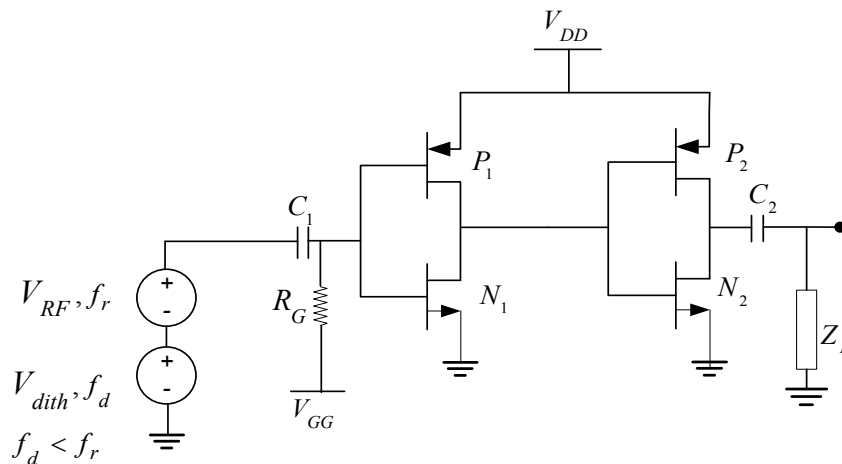 V_DD
P_1
P_2
C_1
C_2
V_RF, f_r
R_G
N_1
N_2
V_dith, f_d
V_GG
f_d < f_r